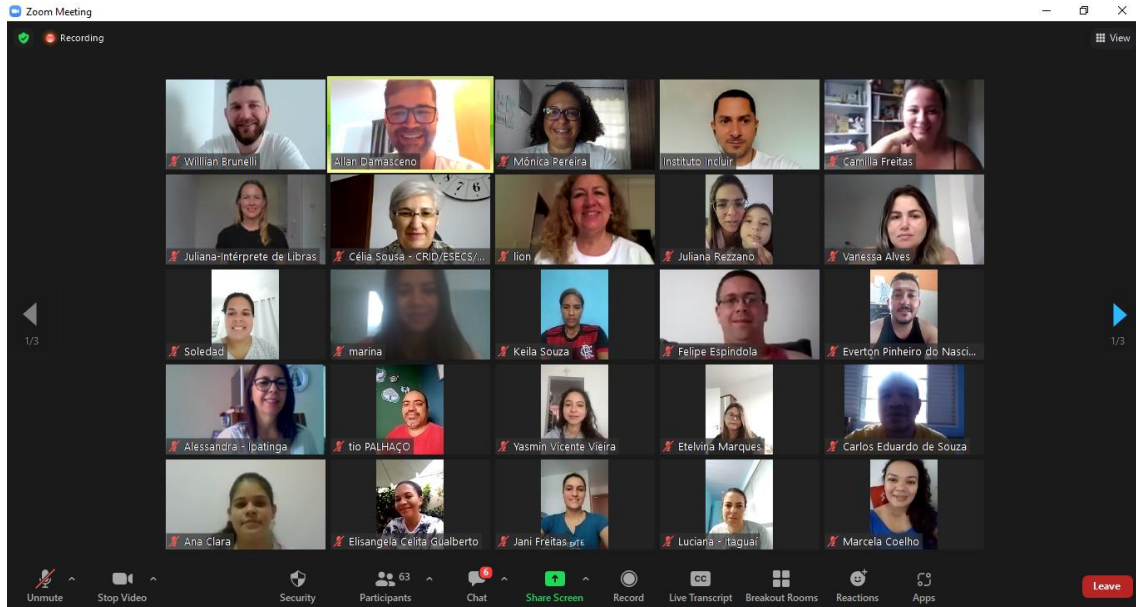 Zoom Meeting
Recording
View
Willlian Brunelli
Allan Damasceno
Mônica Pereira
Instituto Incluir
Camilla Freitas
Juliana-Intérprete de Libras
Célia Sousa - CRID/ESECS/...
lion
Juliana Rezzano
Vanessa Alves
7 6
Soledad
marina
Keila Souza
Felipe Espindola
Everton Pinheiro do Nasci...
1/3
1/3
Alessandra - Ipatinga
tio PALHAÇO
Yasmin Vicente Vieira
Etelvina Marques
Carlos Eduardo de Souza
Ana Clara
Elisangela Celita Gualberto
Jani Freitas
Luciana - Itaguaí
Marcela Coelho
Unmute
Stop Video
Security
63
Participants
6
Chat
Share Screen
Record
CC
Live Transcript
Breakout Rooms
Reactions
Apps
Leave